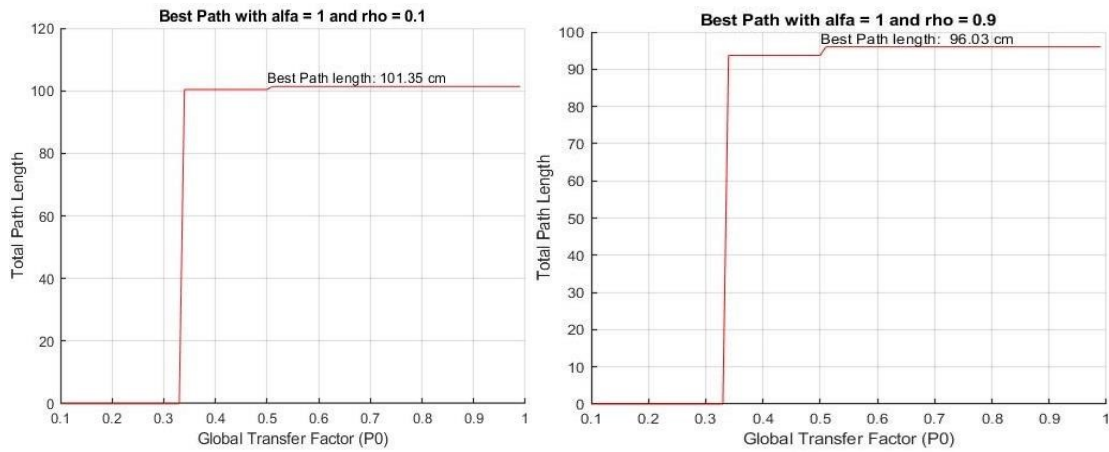 Best Path with alfa = 1 and rho = 0.1
120
100
80
60
40
20
0
Total Path Length
Best Path length: 101.35 cm
0.1 0.2 0.3 0.4 0.5 0.6 0.7 0.8 0.9 1
Global Transfer Factor (P0)
Best Path with alfa = 1 and rho = 0.9
100
90
80
70
60
50
40
30
20
10
0
Total Path Length
Best Path length: 96.03 cm
0.1 0.2 0.3 0.4 0.5 0.6 0.7 0.8 0.9 1
Global Transfer Factor (P0)